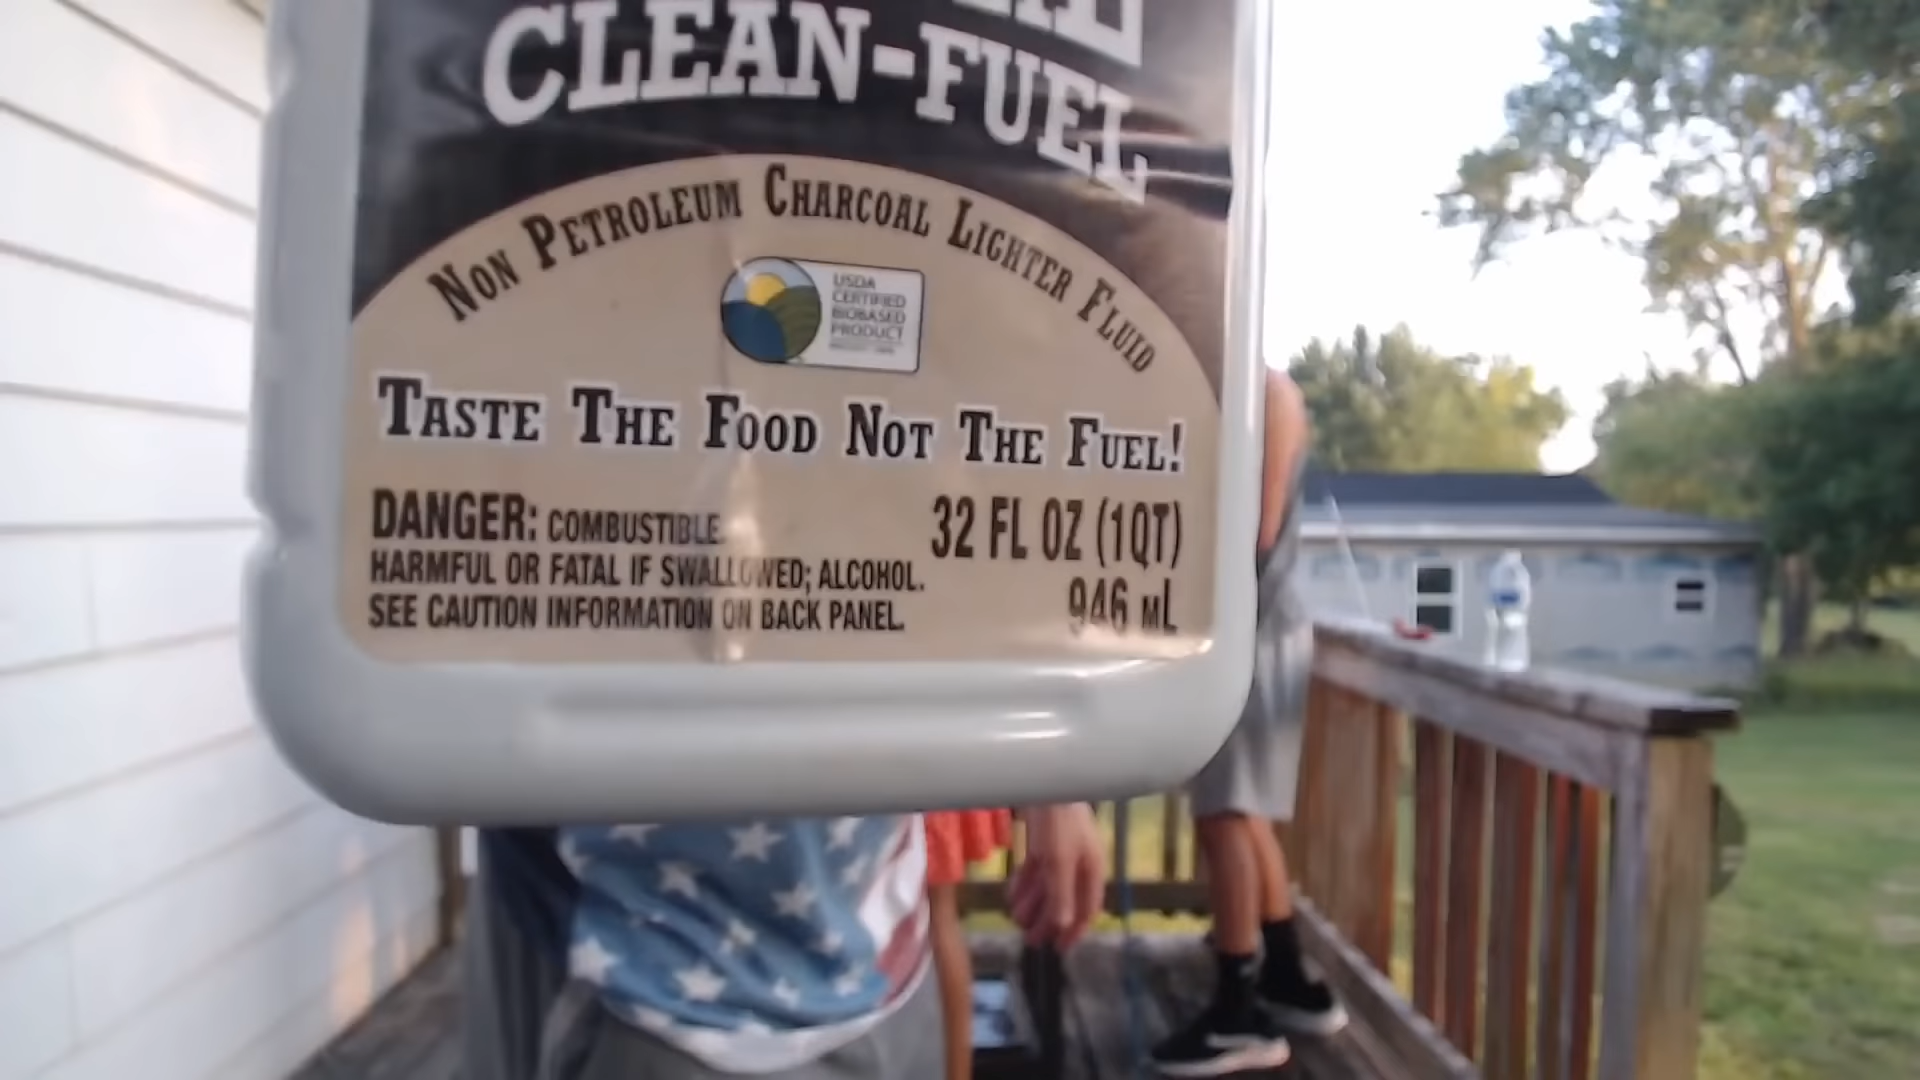 CLEAN-FUEL
NON PETROLEUM CHARCOAL LIGHTER FLUID
USDA
CERTIFIED
BIOBASED
PRODUCT
TASTE THE FOOD NOT THE FUEL!
DANGER: COMBUSTIBLE.
HARMFUL OR FATAL IF SWALLOWED; ALCOHOL.
SEE CAUTION INFORMATION ON BACK PANEL.
32 FL OZ (1QT)
946 mL